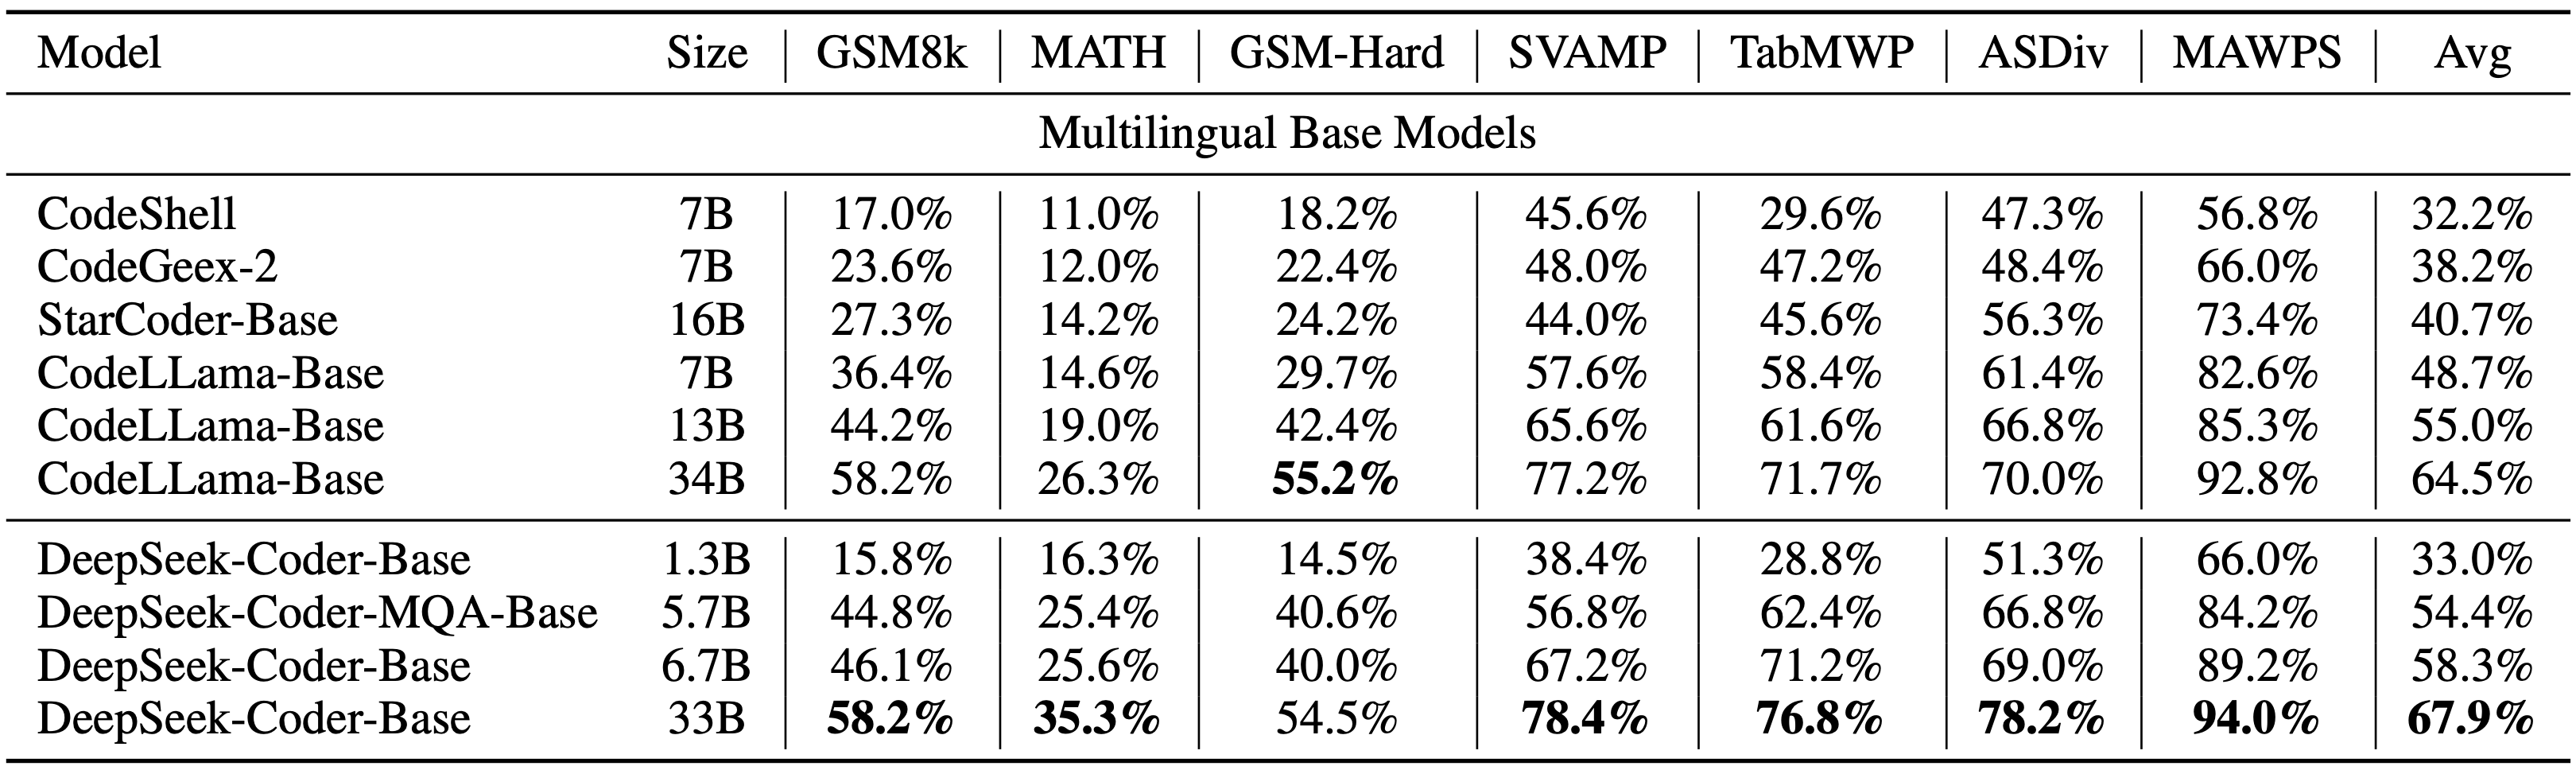 Model Size GSM8k MATH GSM-Hard SVAMP TabMWP ASDiv MAWPS Avg
Multilingual Base Models
CodeShell 7B 17.0% 11.0% 18.2% 45.6% 29.6% 47.3% 56.8% 32.2%
CodeGeex-2 7B 23.6% 12.0% 22.4% 48.0% 47.2% 48.4% 66.0% 38.2%
StarCoder-Base 16B 27.3% 14.2% 24.2% 44.0% 45.6% 56.3% 73.4% 40.7%
CodeLLama-Base 7B 36.4% 14.6% 29.7% 57.6% 58.4% 61.4% 82.6% 48.7%
CodeLLama-Base 13B 44.2% 19.0% 42.4% 65.6% 61.6% 66.8% 85.3% 55.0%
CodeLLama-Base 34B 58.2% 26.3% 55.2% 77.2% 71.7% 70.0% 92.8% 64.5%
DeepSeek-Coder-Base 1.3B 15.8% 16.3% 14.5% 38.4% 28.8% 51.3% 66.0% 33.0%
DeepSeek-Coder-MQA-Base 5.7B 44.8% 25.4% 40.6% 56.8% 62.4% 66.8% 84.2% 54.4%
DeepSeek-Coder-Base 6.7B 46.1% 25.6% 40.0% 67.2% 71.2% 69.0% 89.2% 58.3%
DeepSeek-Coder-Base 33B 58.2% 35.3% 54.5% 78.4% 76.8% 78.2% 94.0% 67.9%